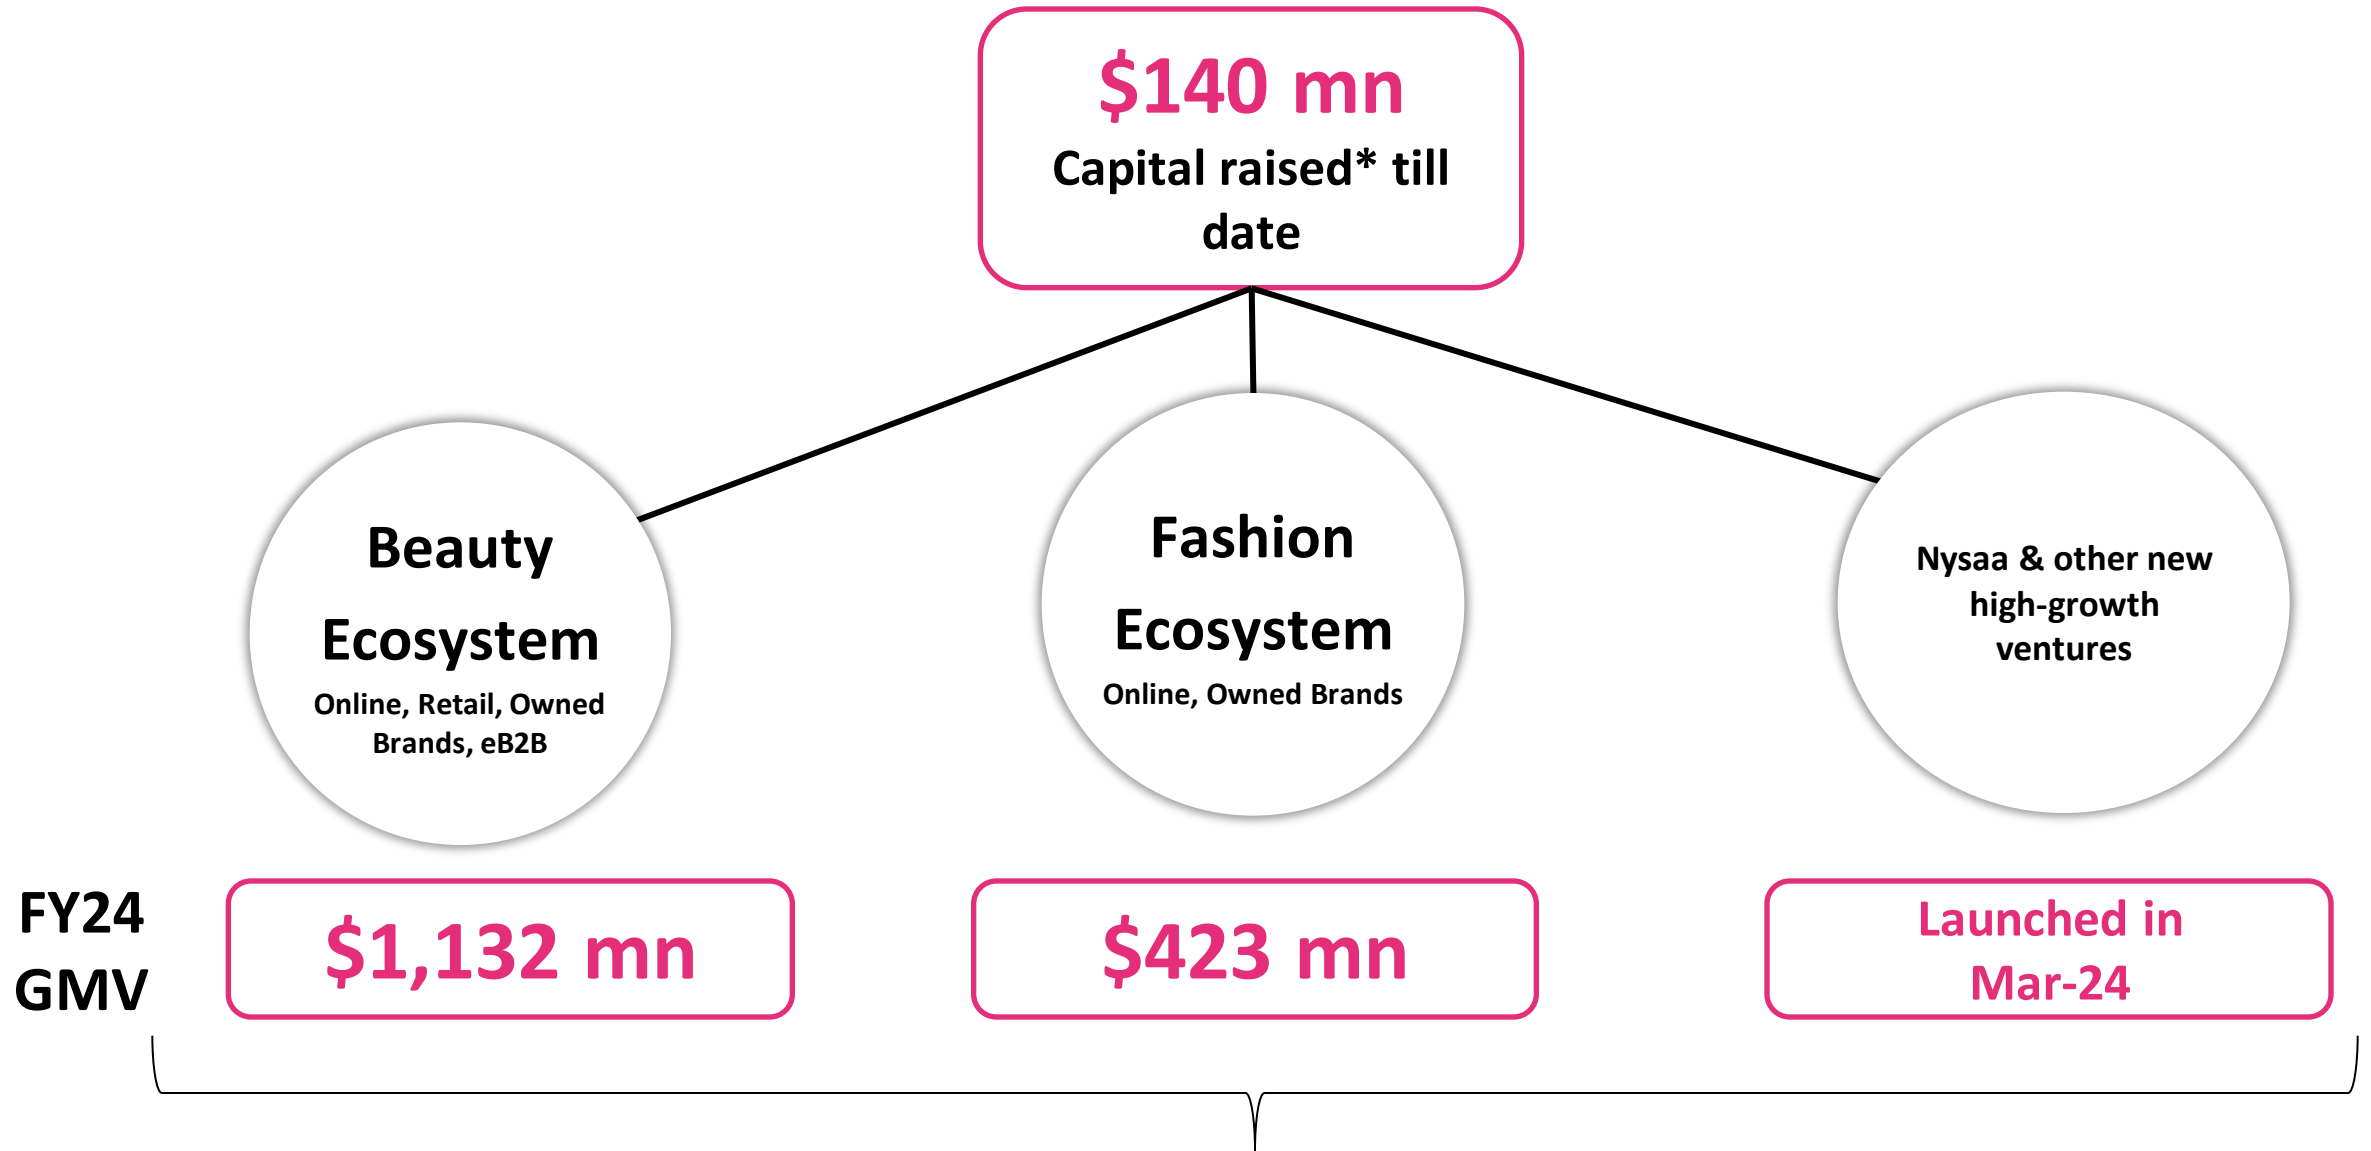 $140 mn
Capital raised* till
date
Beauty
Ecosystem
Online, Retail, Owned
Brands, eB2B
Fashion
Ecosystem
Online, Owned Brands
Nysaa & other new
high-growth
ventures
FY24
GMV
$1,132 mn
$423 mn
Launched in
Mar-24